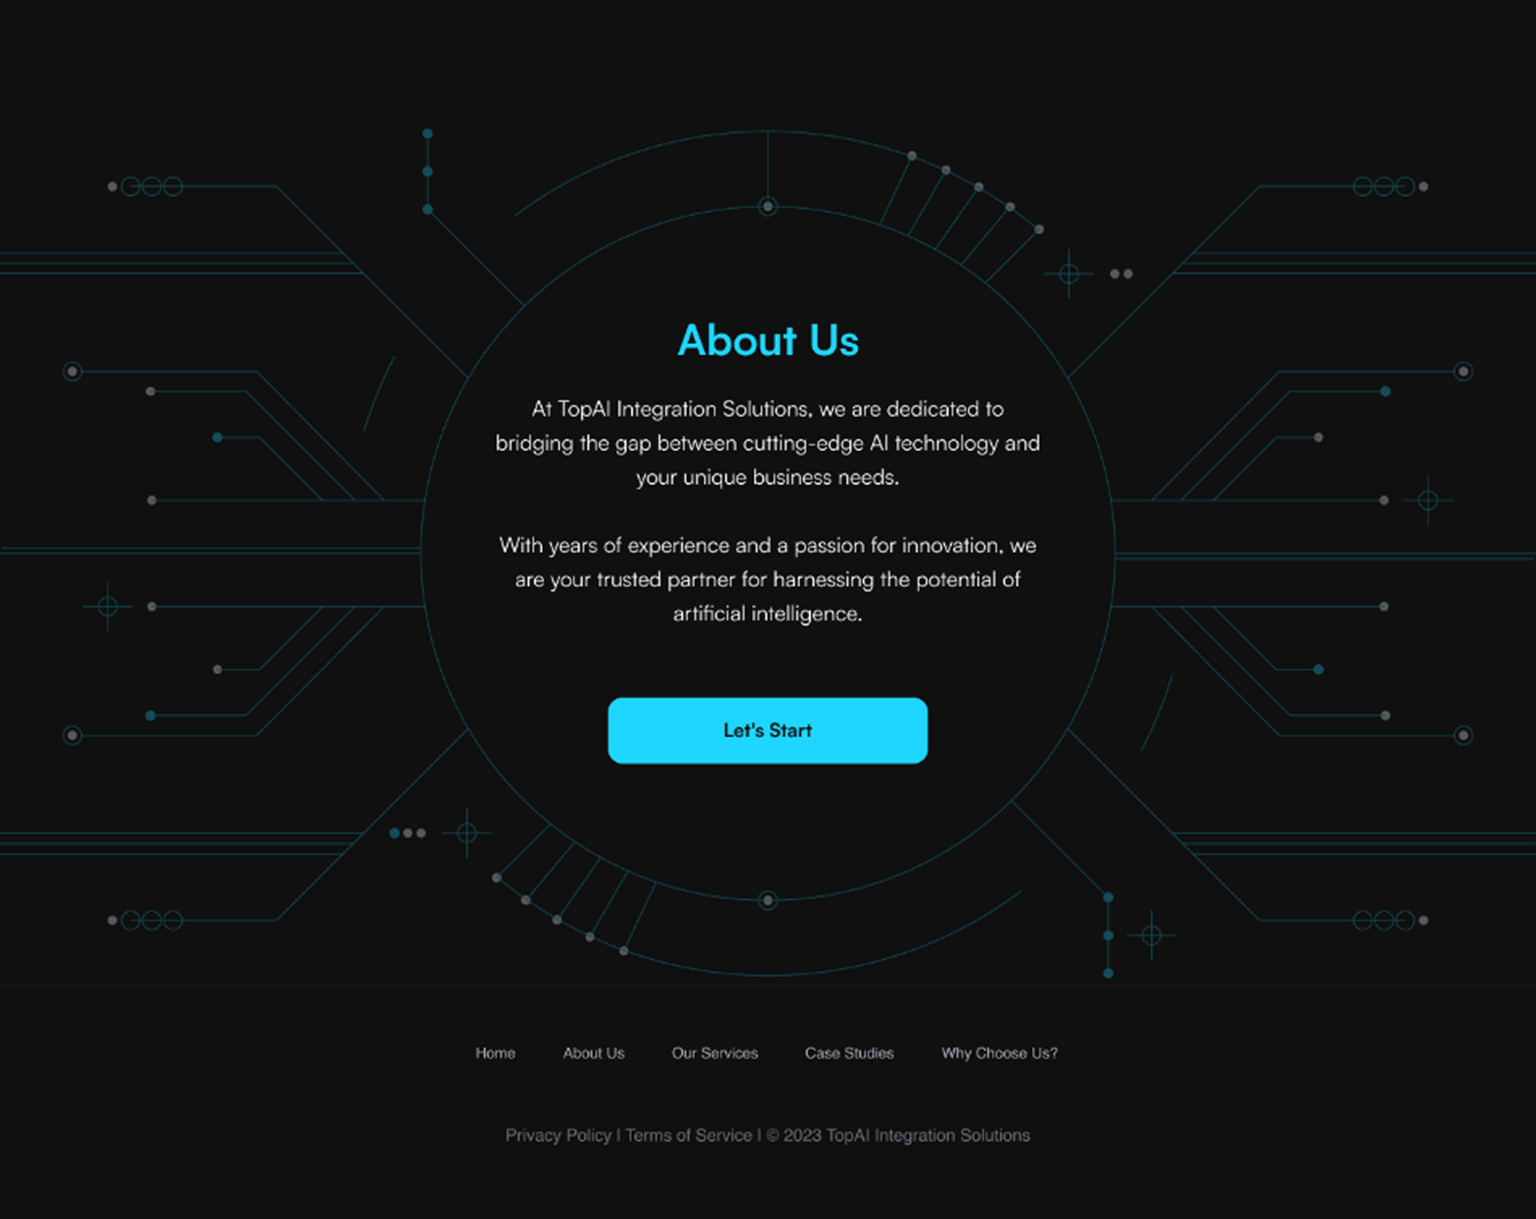 About Us
At TopAI Integration Solutions, we are dedicated to
bridging the gap between cutting-edge AI technology and
your unique business needs.
With years of experience and a passion for innovation, we
are your trusted partner for harnessing the potential of
artificial intelligence.
Let's Start
Home About Us Our Services Case Studies Why Choose Us?
Privacy Policy | Terms of Service | © 2023 TopAI Integration Solutions